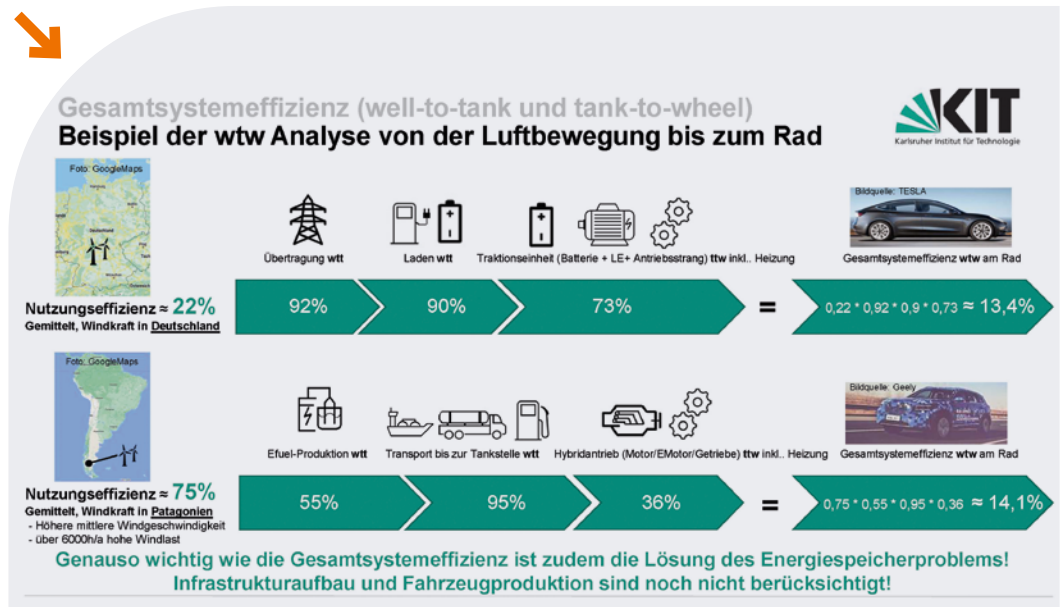 Gesamtsystemeffizienz (well-to-tank und tank-to-wheel)
Beispiel der wtw Analyse von der Luftbewegung bis zum Rad
KIT
Karlsruher Institut für Technologie
Foto: GoogleMaps
Deutschland
Bildquelle: TESLA
Übertragung wtt
Laden wtt
Traktionseinheit (Batterie + LE+ Antriebsstrang) ttw inkl.. Heizung
Gesamtsystemeffizienz wtw am Rad
Nutzungseffizienz ≈ 22%
Gemittelt, Windkraft in Deutschland
92%
90%
73%
=
0,22 * 0,92 * 0,9 * 0,73 ≈ 13,4%
Foto: GoogleMaps
Bildquelle: Geely
Efuel-Produktion wtt
Transport bis zur Tankstelle wtt
Hybridantrieb (Motor/EMotor/Getriebe) ttw inkl.. Heizung
Gesamtsystemeffizienz wtw am Rad
Nutzungseffizienz ≈ 75%
Gemittelt, Windkraft in Patagonien
- Höhere mittlere Windgeschwindigkeit
- über 6000h/a hohe Windlast
55%
95%
36%
=
0,75 * 0,55 * 0,95 * 0,36 ≈ 14,1%
Genauso wichtig wie die Gesamtsystemeffizienz ist zudem die Lösung des Energiespeicherproblems!
Infrastrukturaufbau und Fahrzeugproduktion sind noch nicht berücksichtigt!